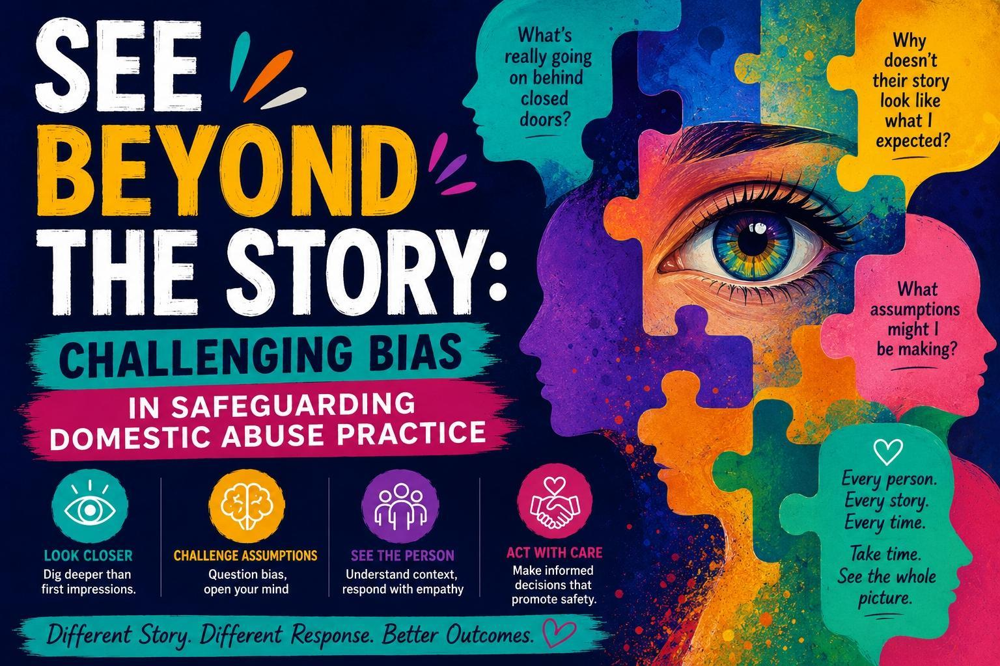 SEE
BEYOND
THE STORY:
CHALLENGING BIAS
IN SAFEGUARDING
DOMESTIC ABUSE PRACTICE
LOOK CLOSER
Dig deeper than
first impressions.
CHALLENGE ASSUMPTIONS
Question bias,
open your mind
SEE THE PERSON
Understand context,
respond with empathy
ACT WITH CARE
Make informed
decisions that
promote safety.
Different Story. Different Response. Better Outcomes.
What's
really going
on behind
closed
doors?
Why
doesn't
their story
look like
what I
expected?
What
assumptions
might I
be making?
Every person.
Every story.
Every time.
Take time.
See the whole
picture.